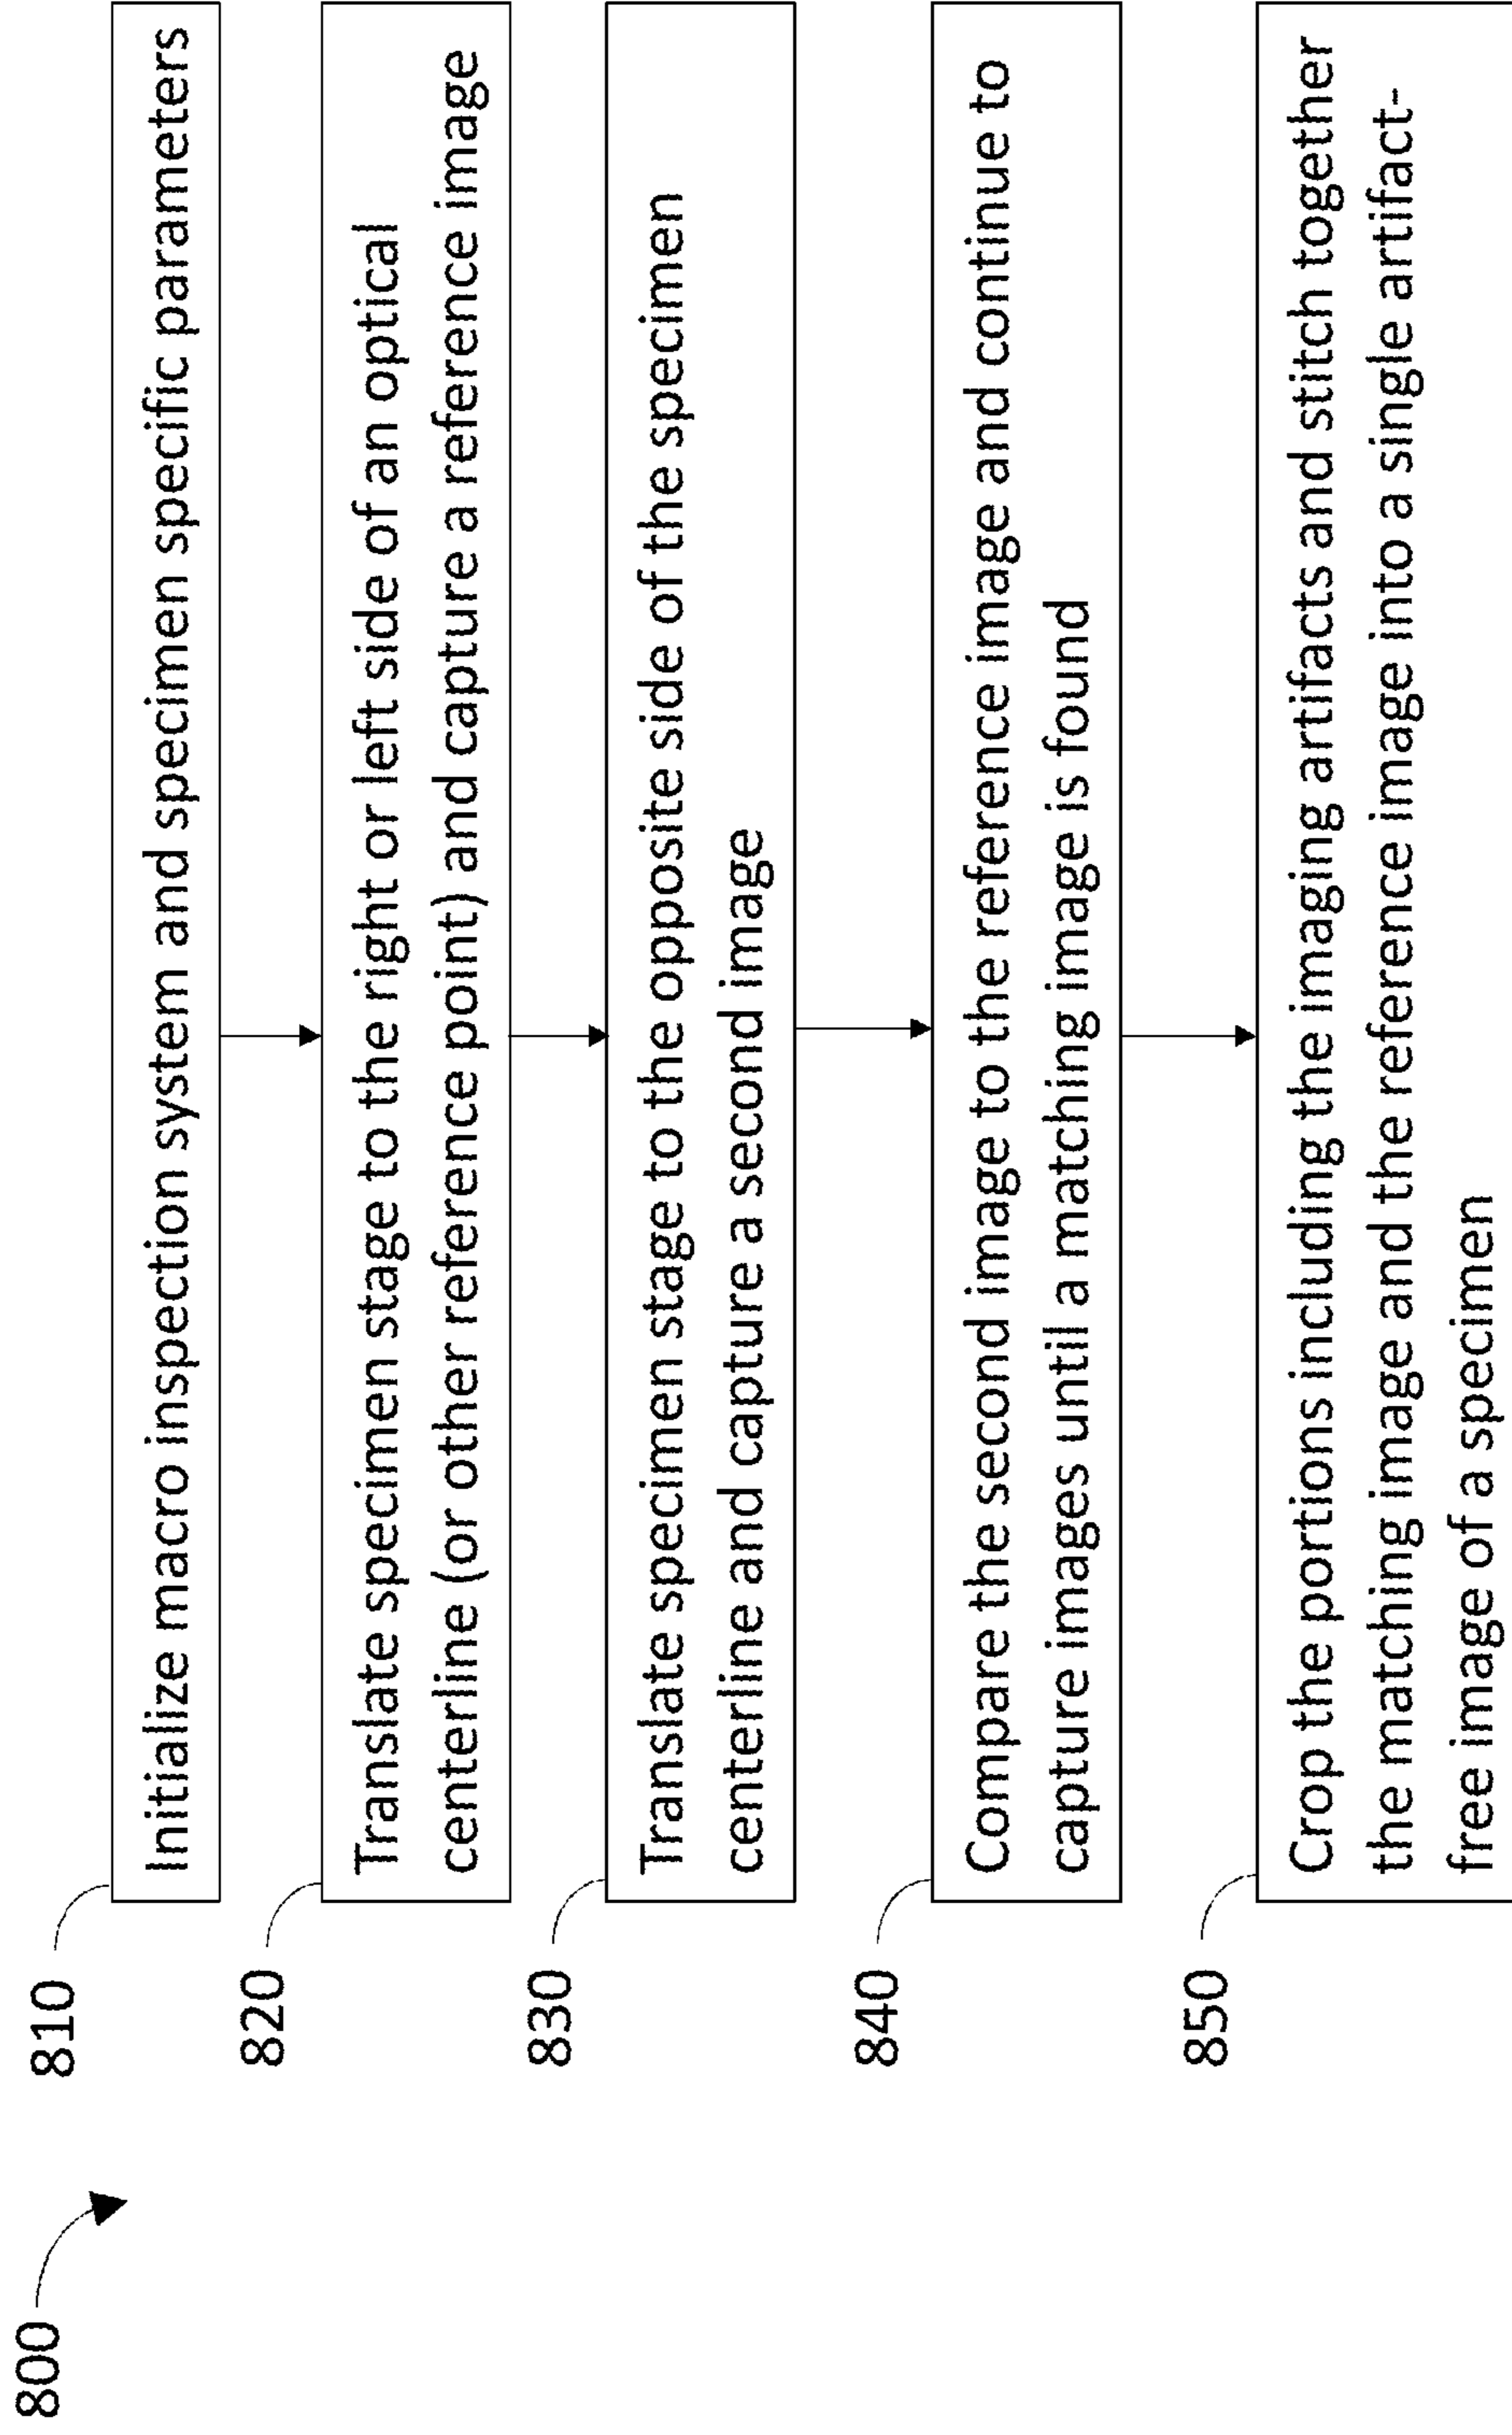 800
810
Initialize macro inspection system and specimen specific parameters
820
Translate specimen stage to the right or left side of an optical
centerline (or other reference point) and capture a reference image
830
Translate specimen stage to the opposite side of the specimen
centerline and capture a second image
840
Compare the second image to the reference image and continue to
capture images until a matching image is found
850
Crop the portions including the imaging artifacts and stitch together
the matching image and the reference image into a single artifact-
free image of a specimen